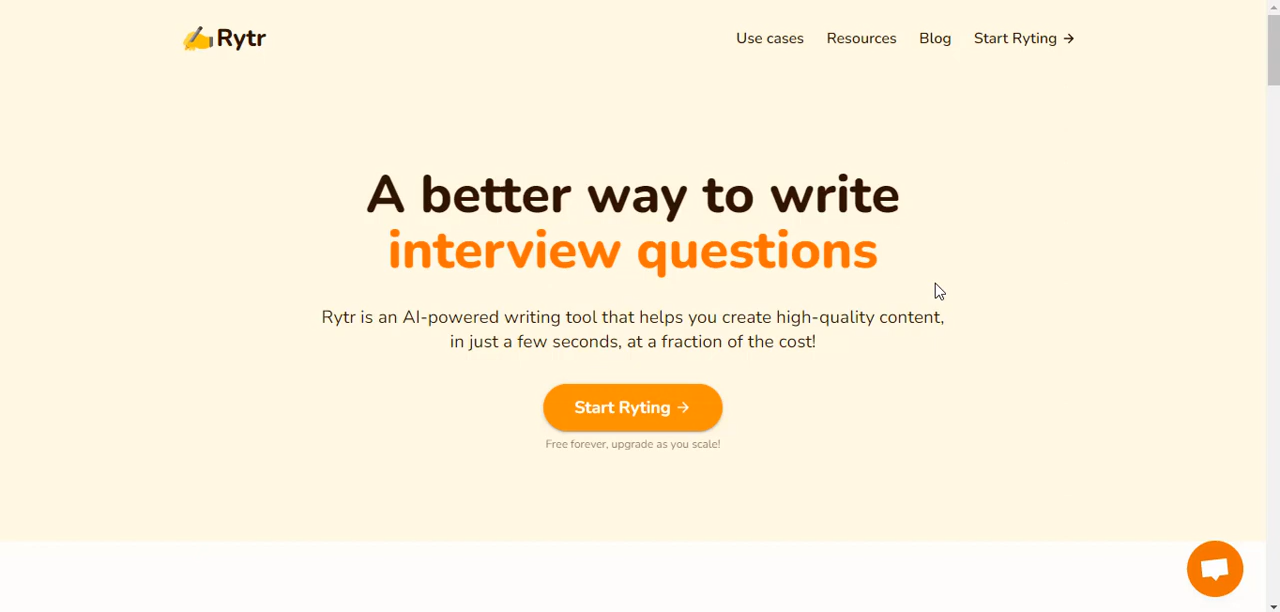 Rytr
Use cases Resources Blog Start Ryting →
A better way to write
interview questions
Rytr is an AI-powered writing tool that helps you create high-quality content,
in just a few seconds, at a fraction of the cost!
Start Ryting →
Free forever, upgrade as you scale!